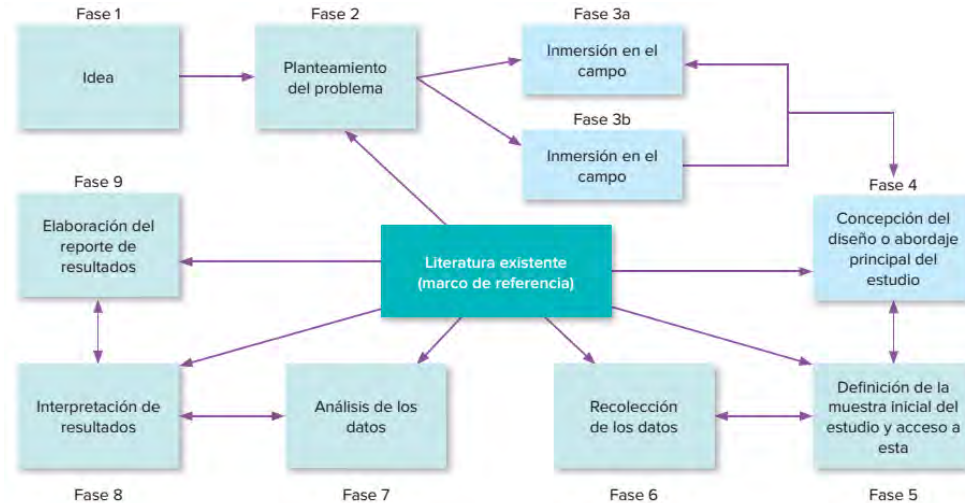 Fase 1
Idea
Fase 2
Planteamiento
del problema
Fase 3a
Inmersión en el
campo
Fase 3b
Inmersión en el
campo
Fase 4
Concepción del
diseño o abordaje
principal del
estudio
Fase 9
Elaboración del
reporte de
resultados
Literatura existente
(marco de referencia)
Interpretación de
resultados
Fase 8
Análisis de los
datos
Fase 7
Recolección
de los datos
Fase 6
Definición de la
muestra inicial del
estudio y acceso a
esta
Fase 5